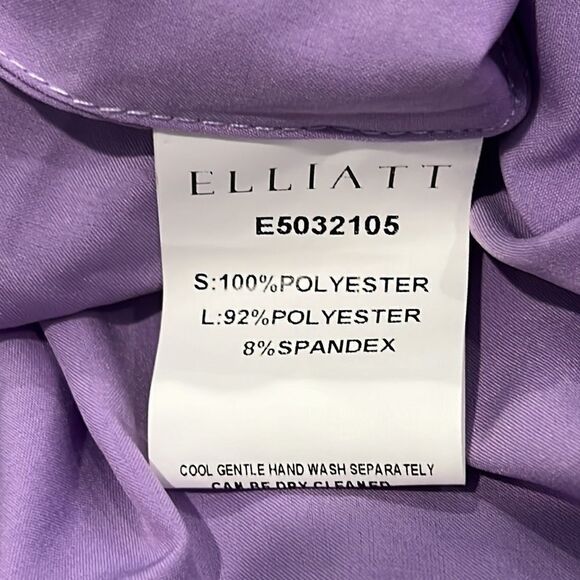 ELLIATT
E5032105
S:100%POLYESTER
L:92%POLYESTER
8%SPANDEX
COOL GENTLE HAND WASH SEPARATELY
CAN BE DRY CLEANED